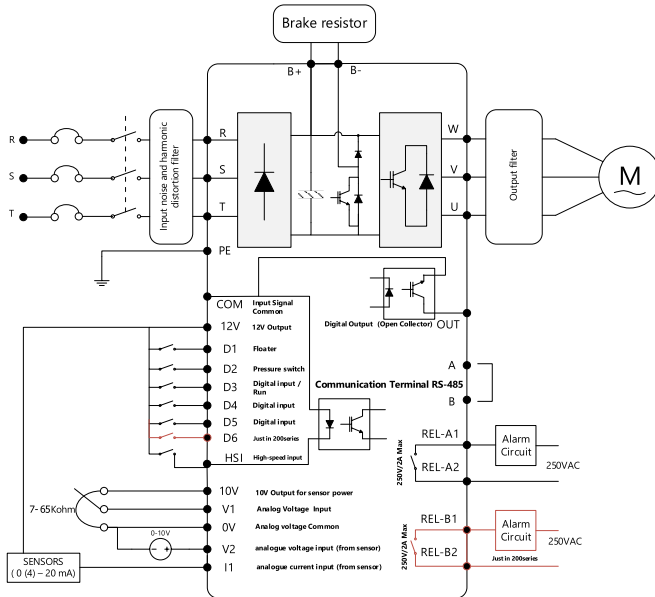 Brake resistor
B+
B-
R
S
T
Input noise and harmonic
distortion filter
R
S
T
W
V
U
Output filter
M
PE
COM
Input Signal
Common
12V
12V Output
Digital Output (Open Collector)
OUT
D1
Floater
D2
Pressure switch
D3
Digital input /
Run
D4
Digital input
D5
Digital input
D6
Just in 200series
HSI
High-speed input
Communication Terminal RS-485
A
B
10V
10V Output for sensor power
V1
Analog Voltage Input
0V
Analog voltage Common
V2
analogue voltage input (from sensor)
I1
analogue current input (from sensor)
7-65Kohm
0-10V
SENSORS
( 0 (4) – 20 mA)
250V/2A Max
REL-A1
REL-A2
Alarm
Circuit
250VAC
250V/2A Max
REL-B1
REL-B2
Alarm
Circuit
250VAC
Just in 200series